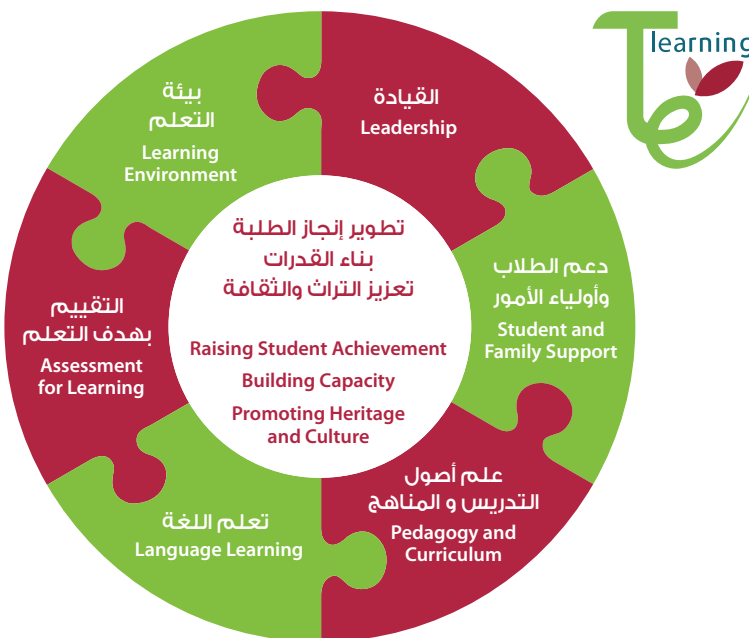 learning
القيادة
Leadership
دعم الطلاب
وأولياء الأمور
Student and
Family Support
علم أصول
التدريس و المناهج
Pedagogy and
Curriculum
تعلم اللغة
Language Learning
التقييم
بهدف التعلم
Assessment
for Learning
بيئة
التعلم
Learning
Environment
تطوير إنجاز الطلبة
بناء القدرات
تعزيز التراث والثقافة
Raising Student Achievement
Building Capacity
Promoting Heritage
and Culture